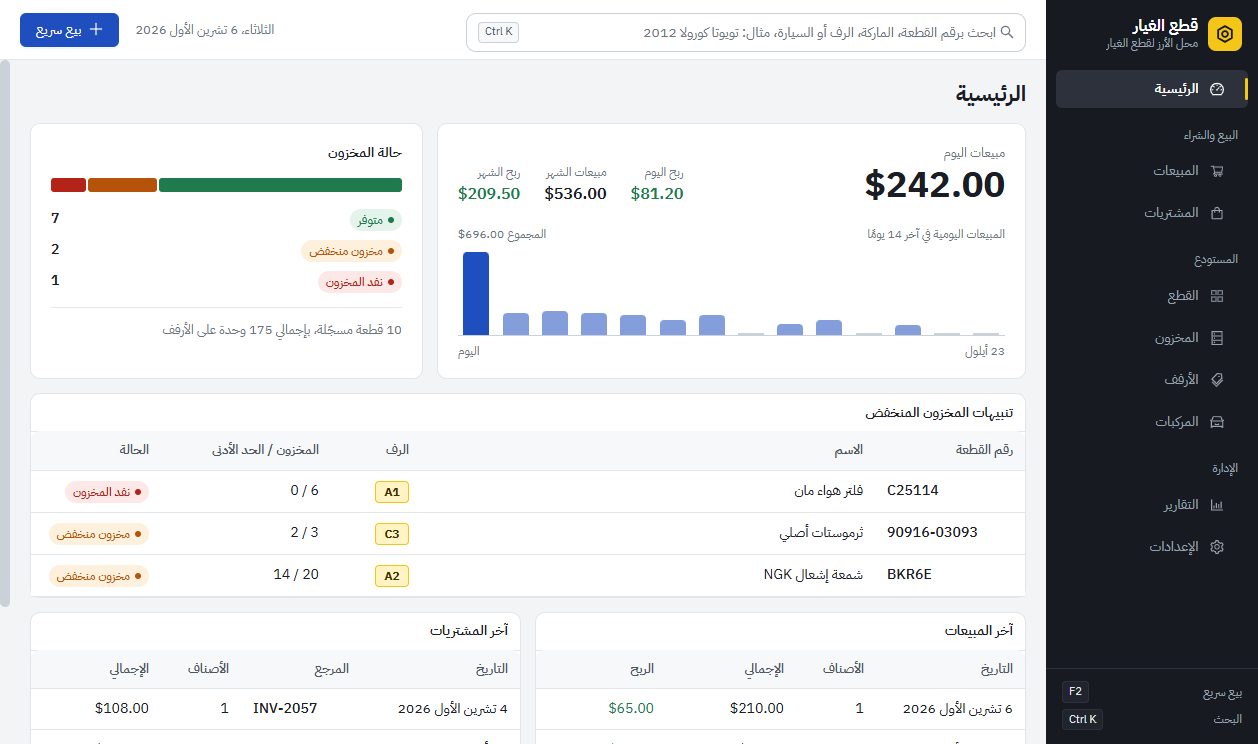 قطع الغيار
محل الأرز لقطع الغيار
الرئيسية
البيع والشراء
المبيعات
المشتريات
المستودع
القطع
المخزون
الأرفف
المركبات
الإدارة
التقارير
الإعدادات
بيع سريع F2
البحث Ctrl K
ابحث برقم القطعة، الماركة، الرف أو السيارة، مثال: تويوتا كورولا 2012 Ctrl K
الثلاثاء، 6 تشرين الأول 2026
بيع سريع
الرئيسية
مبيعات اليوم
$242.00
ربح اليوم مبيعات الشهر ربح الشهر
$81.20 $536.00 $209.50
المبيعات اليومية في آخر 14 يومًا المجموع $696.00
23 أيلول اليوم
حالة المخزون
متوفر 7
مخزون منخفض 2
نفد المخزون 1
10 قطعة مسجّلة، بإجمالي 175 وحدة على الأرفف
تنبيهات المخزون المنخفض
رقم القطعة الاسم الرف المخزون / الحد الأدنى الحالة
C25114 فلتر هواء مان A1 0 / 6 نفد المخزون
90916-03093 ثرموستات أصلي C3 2 / 3 مخزون منخفض
BKR6E شمعة إشعال NGK A2 14 / 20 مخزون منخفض
آخر المبيعات
التاريخ الأصناف الإجمالي الربح
6 تشرين الأول 2026 1 $210.00 $65.00
آخر المشتريات
التاريخ المرجع الأصناف الإجمالي
4 تشرين الأول 2026 INV-2057 1 $108.00